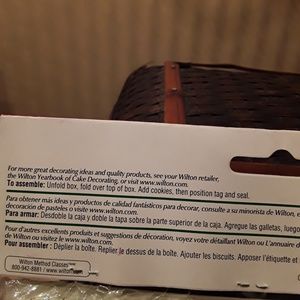 For more great decorating ideas and quality products, see your Wilton retailer,
the Wilton Yearbook of Cake Decorating, or visit www.wilton.com.
To assemble: Unfold box, fold over top of box. Add cookies, then position tag and seal.
Para obtener más ideas y productos de calidad fantásticos para decorar, consulte a su minorista de Wilton, e
decoración de pasteles o visite www.wilton.com.
Para armar: Desdoble la caja y doble la tapa sobre la parte superior de la caja. Agregue las galletas, luego
Pour d'autres excellents produits et suggestions de décoration, voyez votre détaillant Wilton ou L'annuaire
de Wilton ou visitez www.wilton.com.
Pour assembler : Déplier la boîte. Replier le dessus de la boîte. Ajouter les biscuits. Apposer l'étiquette et
Wilton Method Classes
800-942-8881 / www.wilton